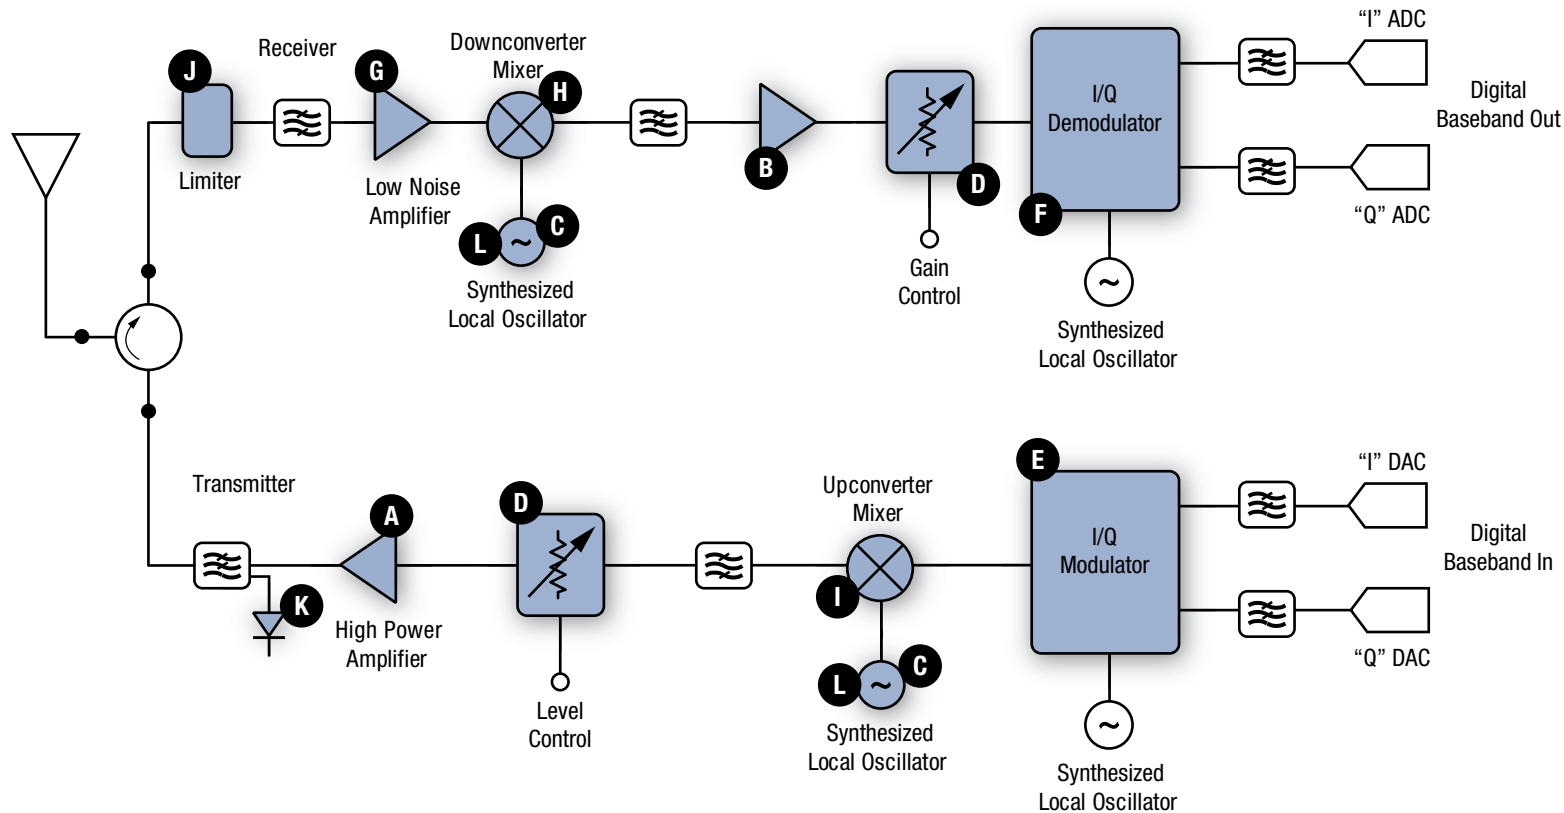 "I" ADC
Receiver
Downconverter
Mixer
J
G
H
I/Q
Demodulator
Digital
Baseband Out
Limiter
Low Noise
Amplifier
B
D
F
"Q" ADC
L
C
~
Synthesized
Local Oscillator
Gain
Control
~
Synthesized
Local Oscillator
Transmitter
A
D
Upconverter
Mixer
E
I/Q
Modulator
"I" DAC
Digital
Baseband In
K
High Power
Amplifier
I
L
C
~
"Q" DAC
Level
Control
Synthesized
Local Oscillator
~
Synthesized
Local Oscillator